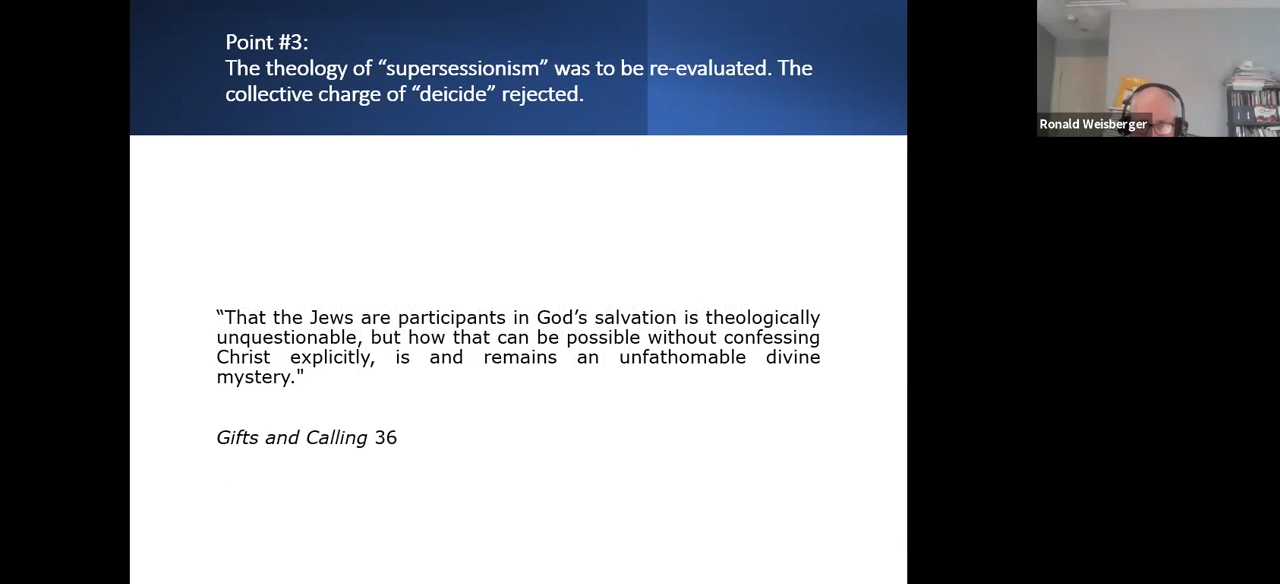 Point #3:
The theology of “supersessionism” was to be re-evaluated. The
collective charge of “deicide” rejected.
Ronald Weisberger
“That the Jews are participants in God’s salvation is theologically
unquestionable, but how that can be possible without confessing
Christ explicitly, is and remains an unfathomable divine
mystery."
Gifts and Calling 36